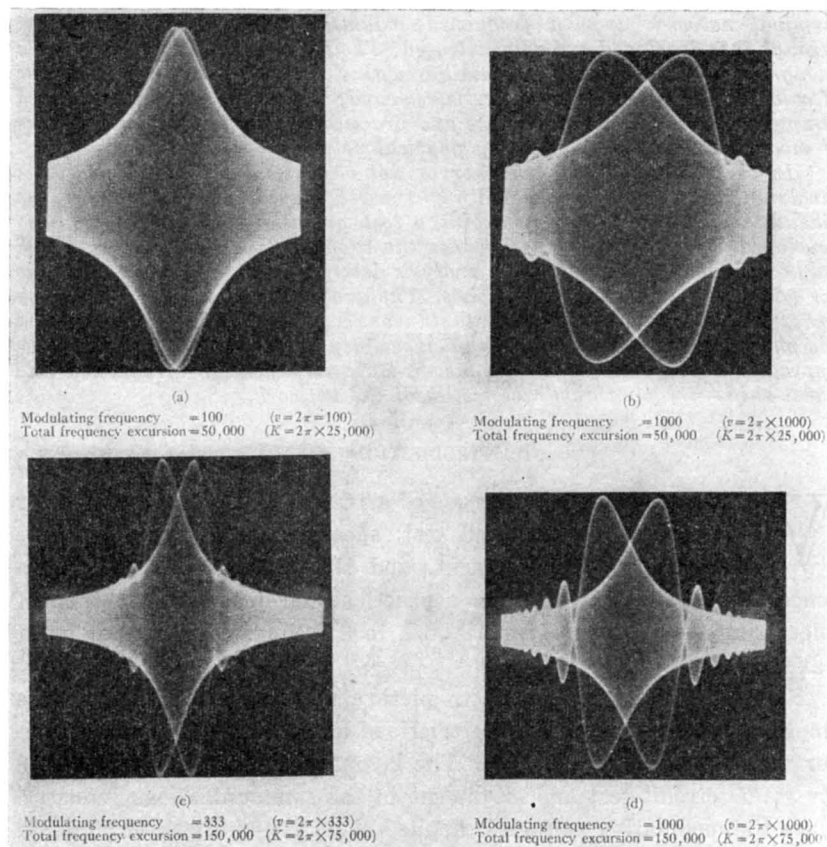 (a)
Modulating frequency =100 (v=2π=100)
Total frequency excursion=50,000 (K=2π×25,000)
(b)
Modulating frequency =1000 (v=2π×1000)
Total frequency excursion=50,000 (K=2π×25,000)
(c)
Modulating frequency =333 (v=2π×333)
Total frequency excursion=150,000 (K=2π×75,000)
(d)
Modulating frequency =1000 (v=2π×1000)
Total frequency excursion=150,000 (K=2π×75,000